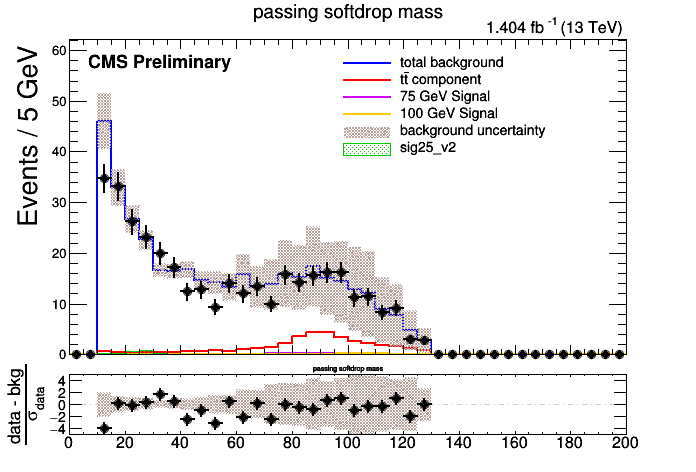 passing softdrop mass
1.404 fb⁻¹ (13 TeV)
CMS Preliminary
total background
tt̄ component
75 GeV Signal
100 GeV Signal
background uncertainty
sig25_v2
Events / 5 GeV
60
50
40
30
20
10
0
passing softdrop mass
data - bkg
σ_data
4
2
0
−2
−4
0 20 40 60 80 100 120 140 160 180 200